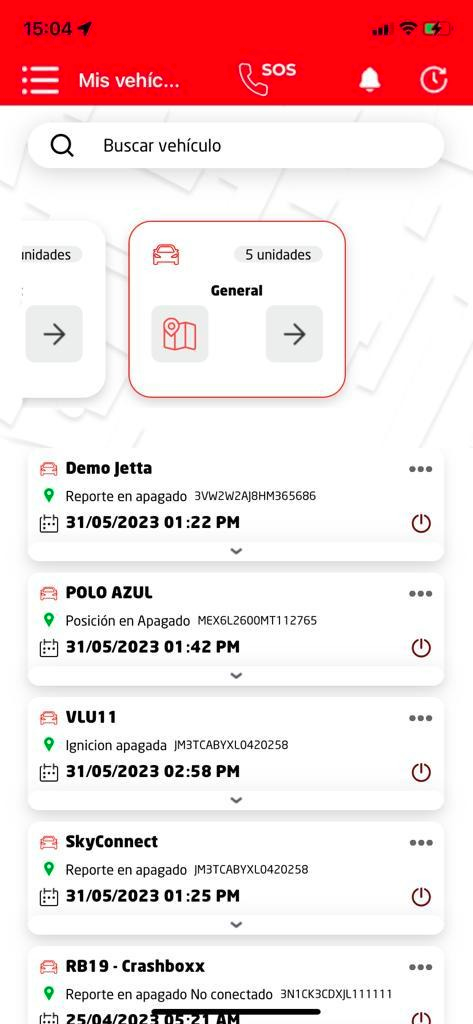 15:04
Mis vehíc...
SOS
Buscar vehículo
unidades
5 unidades
General
Demo Jetta
Reporte en apagado 3VW2W2AJ8HM365686
31/05/2023 01:22 PM
POLO AZUL
Posición en Apagado MEX6L2600MT112765
31/05/2023 01:42 PM
VLU11
Ignicion apagada JM3TCABYXL0420258
31/05/2023 02:58 PM
SkyConnect
Reporte en apagado JM3TCABYXL0420258
31/05/2023 01:25 PM
RB19 - Crashboxx
Reporte en apagado No conectado 3N1CK3CDXJL111111
25/04/2023 05:21 AM